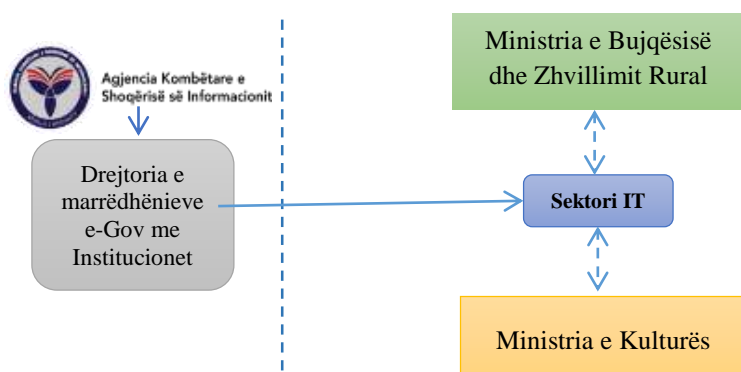 Agjencia Kombëtare e
Shoqërisë së Informacionit
Drejtoria e
marrëdhënieve
e-Gov me
Institucionet
Ministria e Bujqësisë
dhe Zhvillimit Rural
Sektori IT
Ministria e Kulturës